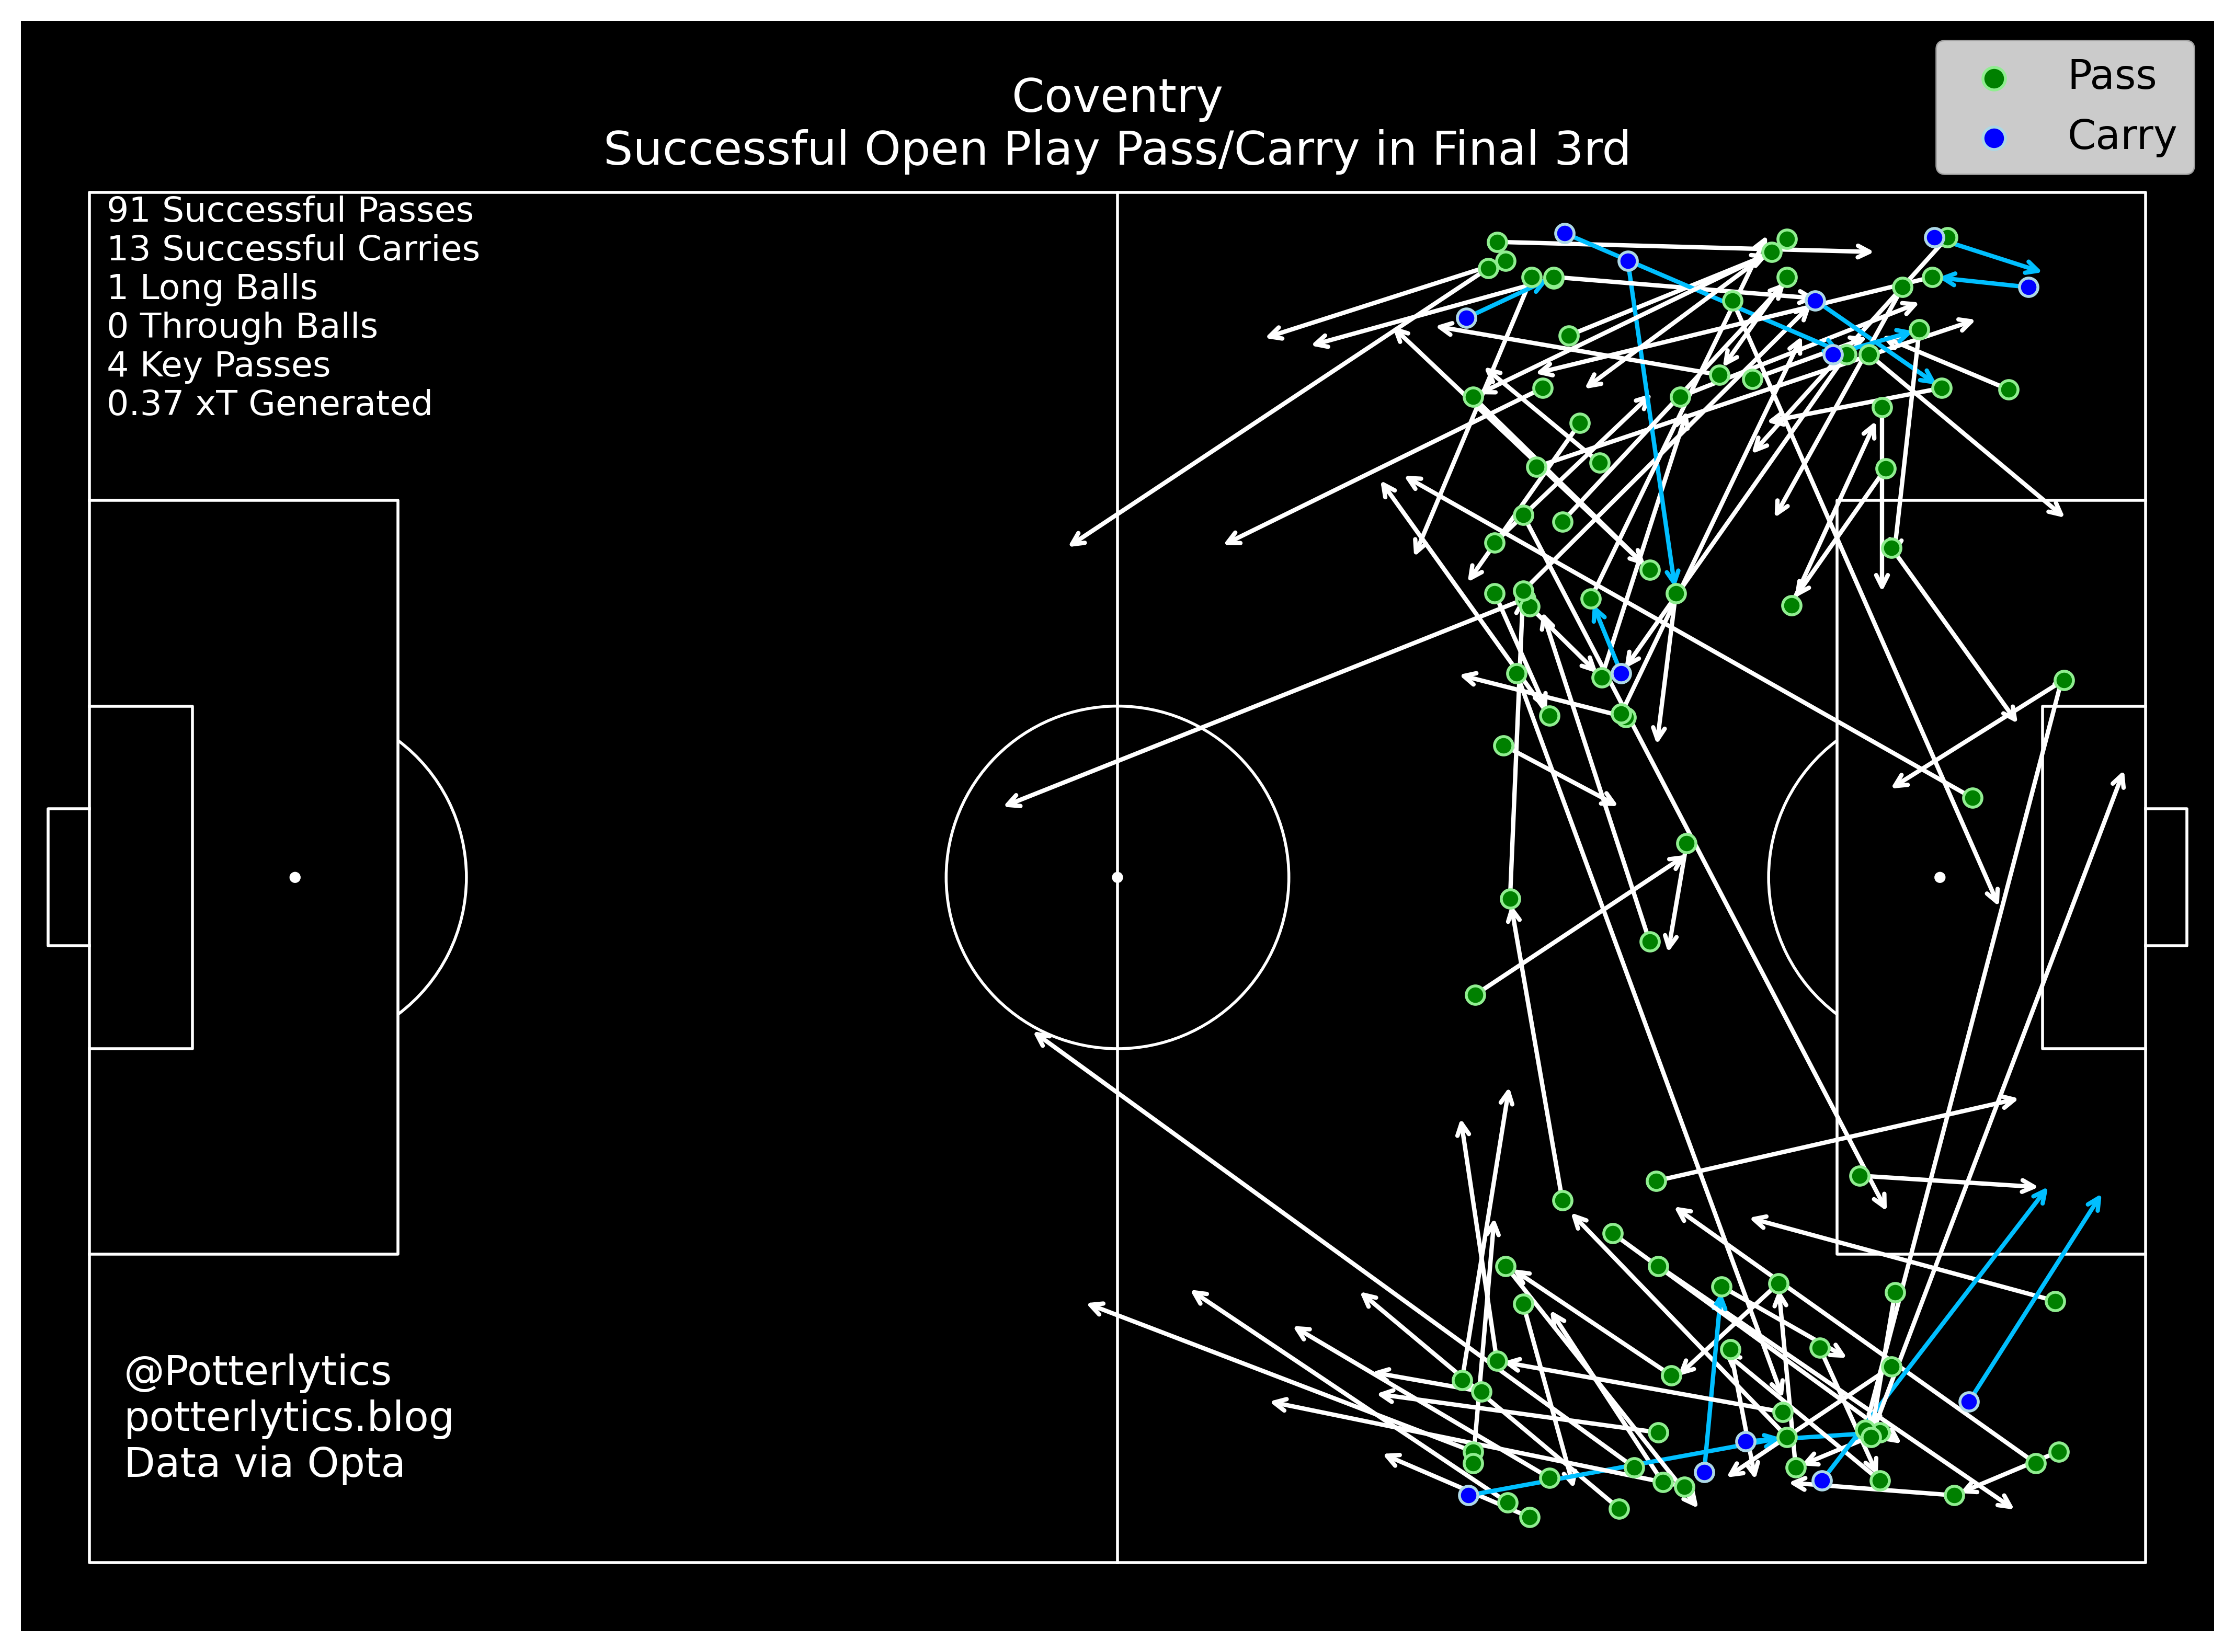 Coventry
Successful Open Play Pass/Carry in Final 3rd
Pass
Carry
91 Successful Passes
13 Successful Carries
1 Long Balls
0 Through Balls
4 Key Passes
0.37 xT Generated
@Potterlytics
potterlytics.blog
Data via Opta